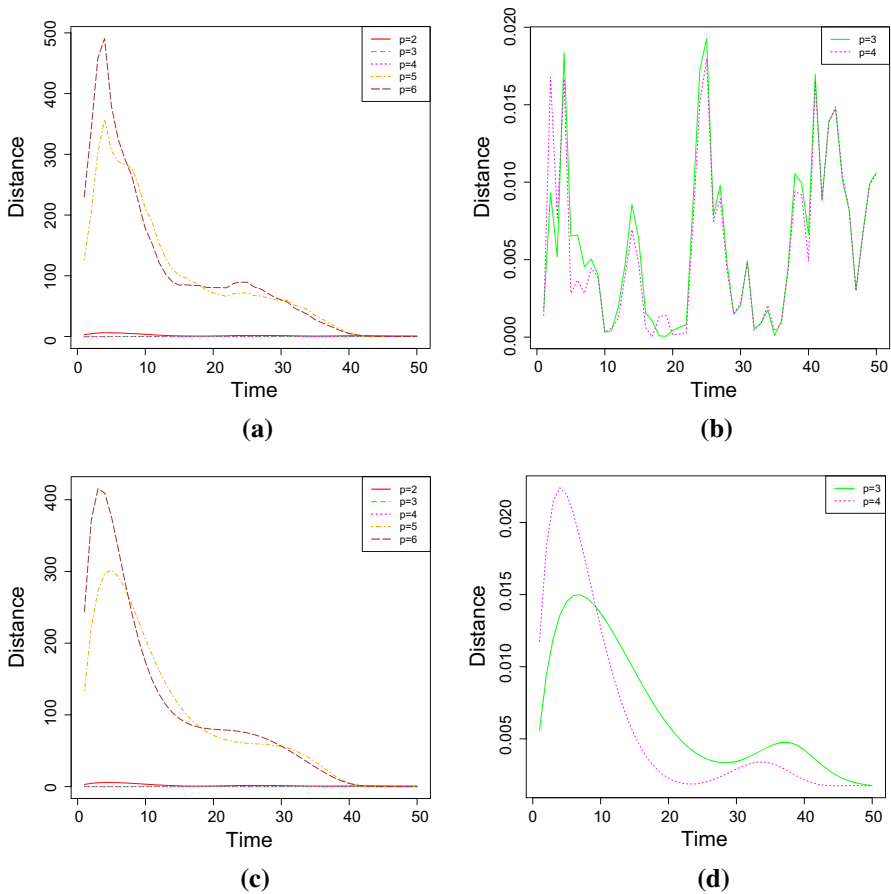 Distance
0 100 200 300 400 500
0 10 20 30 40 50
Time
p=2
p=3
p=4
p=5
p=6
(a)
Distance
0.000 0.005 0.010 0.015 0.020
0 10 20 30 40 50
Time
p=3
p=4
(b)
Distance
0 100 200 300 400
0 10 20 30 40 50
Time
p=2
p=3
p=4
p=5
p=6
(c)
Distance
0.005 0.010 0.015 0.020
0 10 20 30 40 50
Time
p=3
p=4
(d)